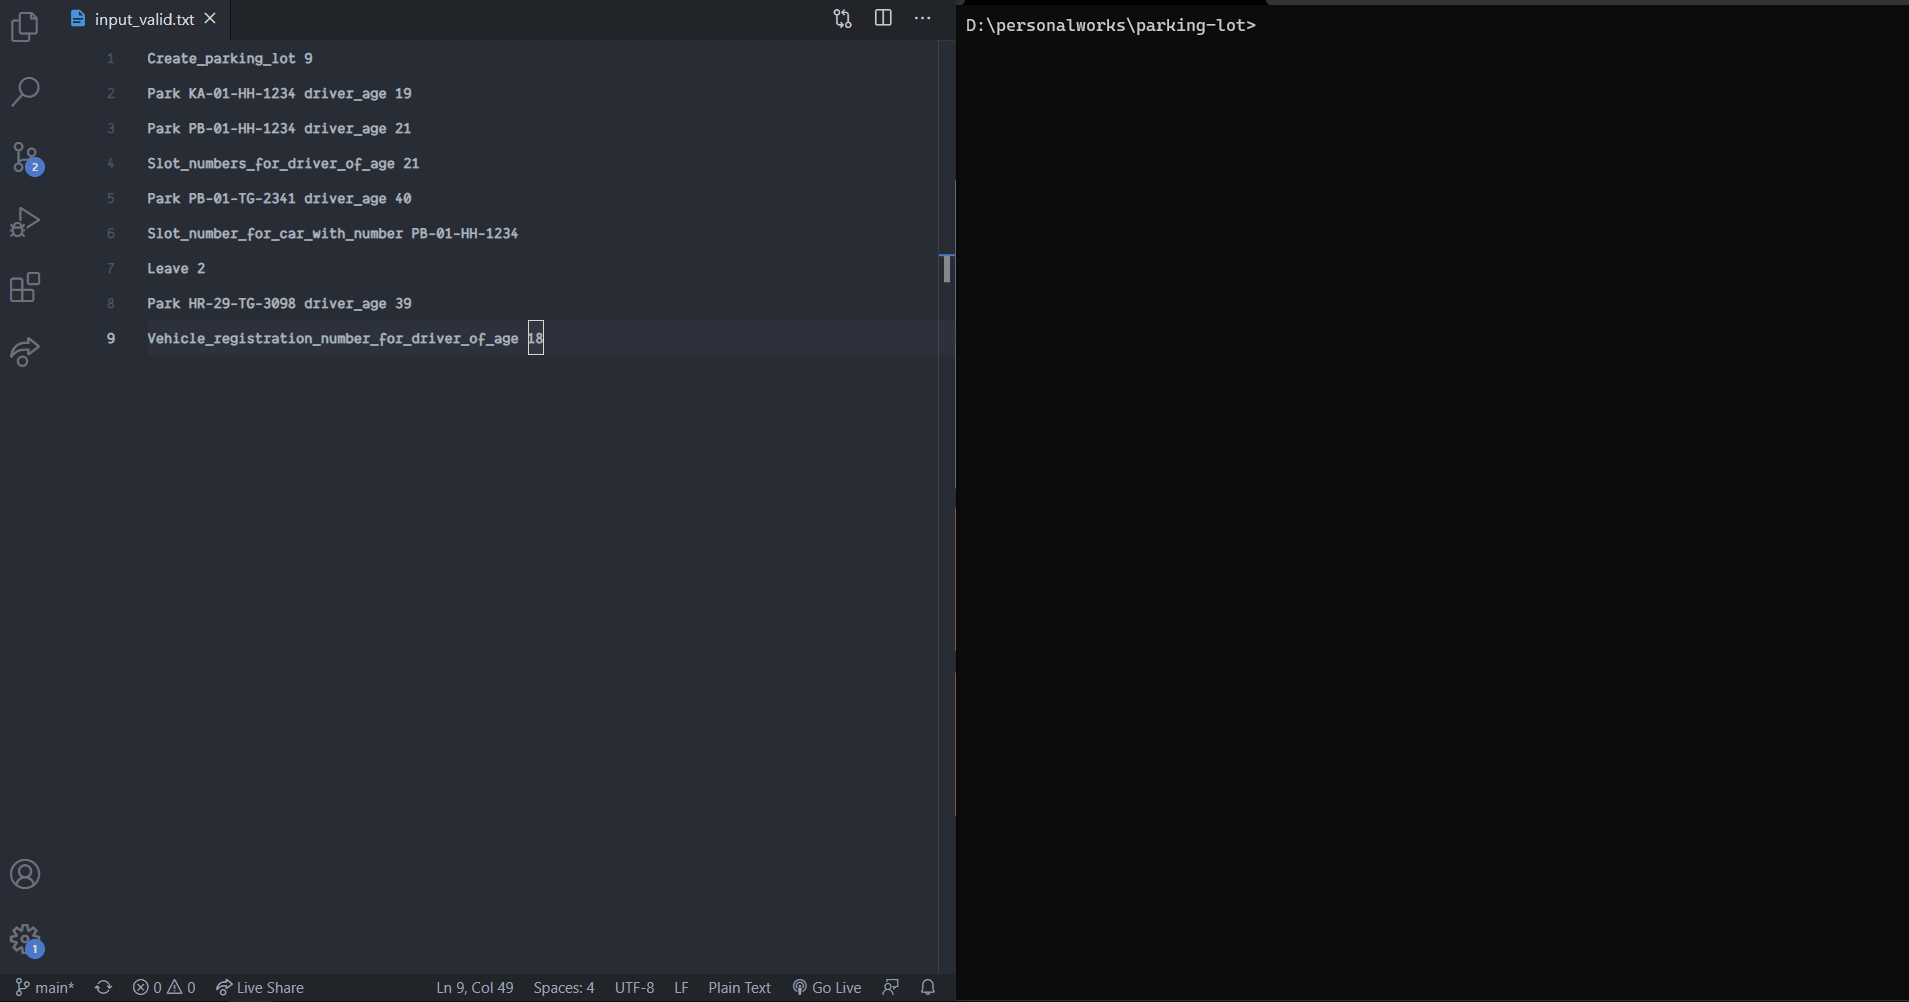 input_valid.txt
1 Create_parking_lot 9
2 Park KA-01-HH-1234 driver_age 19
3 Park PB-01-HH-1234 driver_age 21
4 Slot_numbers_for_driver_of_age 21
5 Park PB-01-TG-2341 driver_age 40
6 Slot_number_for_car_with_number PB-01-HH-1234
7 Leave 2
8 Park HR-29-TG-3098 driver_age 39
9 Vehicle_registration_number_for_driver_of_age 18
2
1
main* 0 0 Live Share Ln 9, Col 49 Spaces: 4 UTF-8 LF Plain Text Go Live
D:\personalworks\parking-lot>